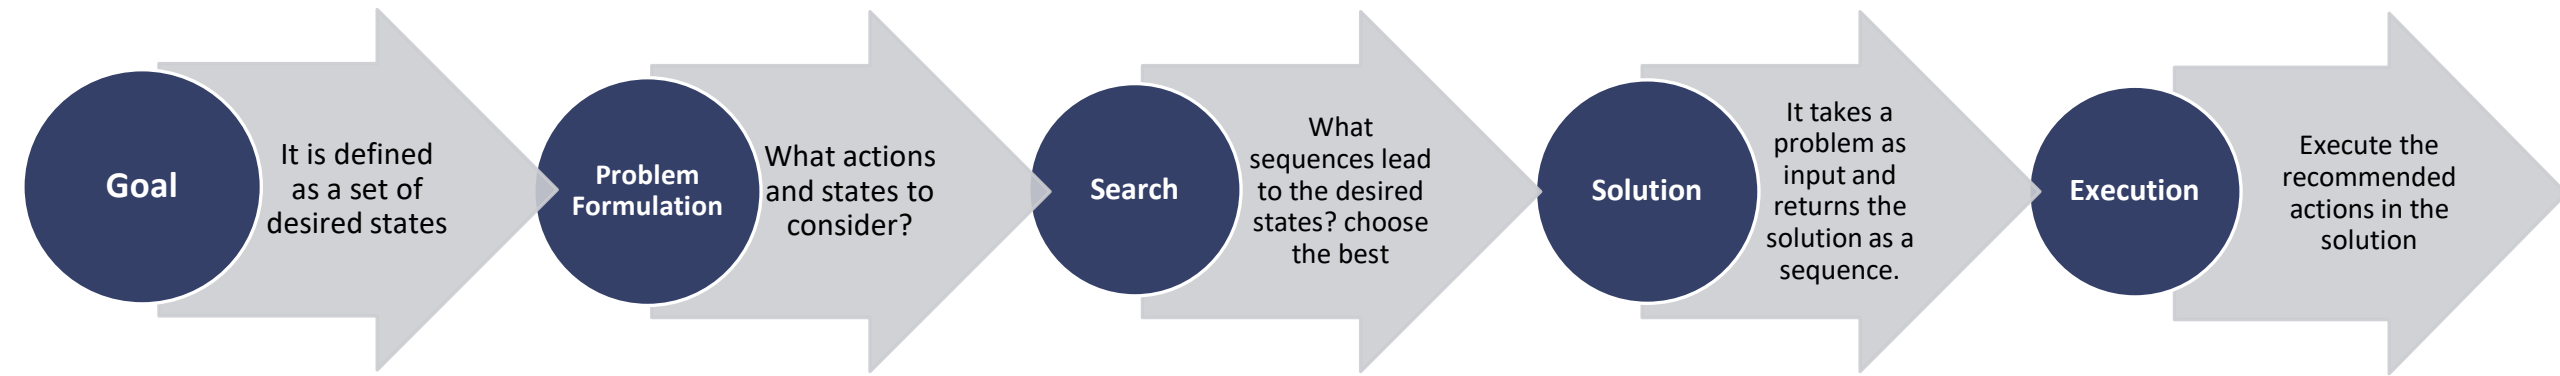 Goal
It is defined
as a set of
desired states
Problem
Formulation
What actions
and states to
consider?
Search
What
sequences lead
to the desired
states? choose
the best
Solution
It takes a
problem as
input and
returns the
solution as a
sequence.
Execution
Execute the
recommended
actions in the
solution